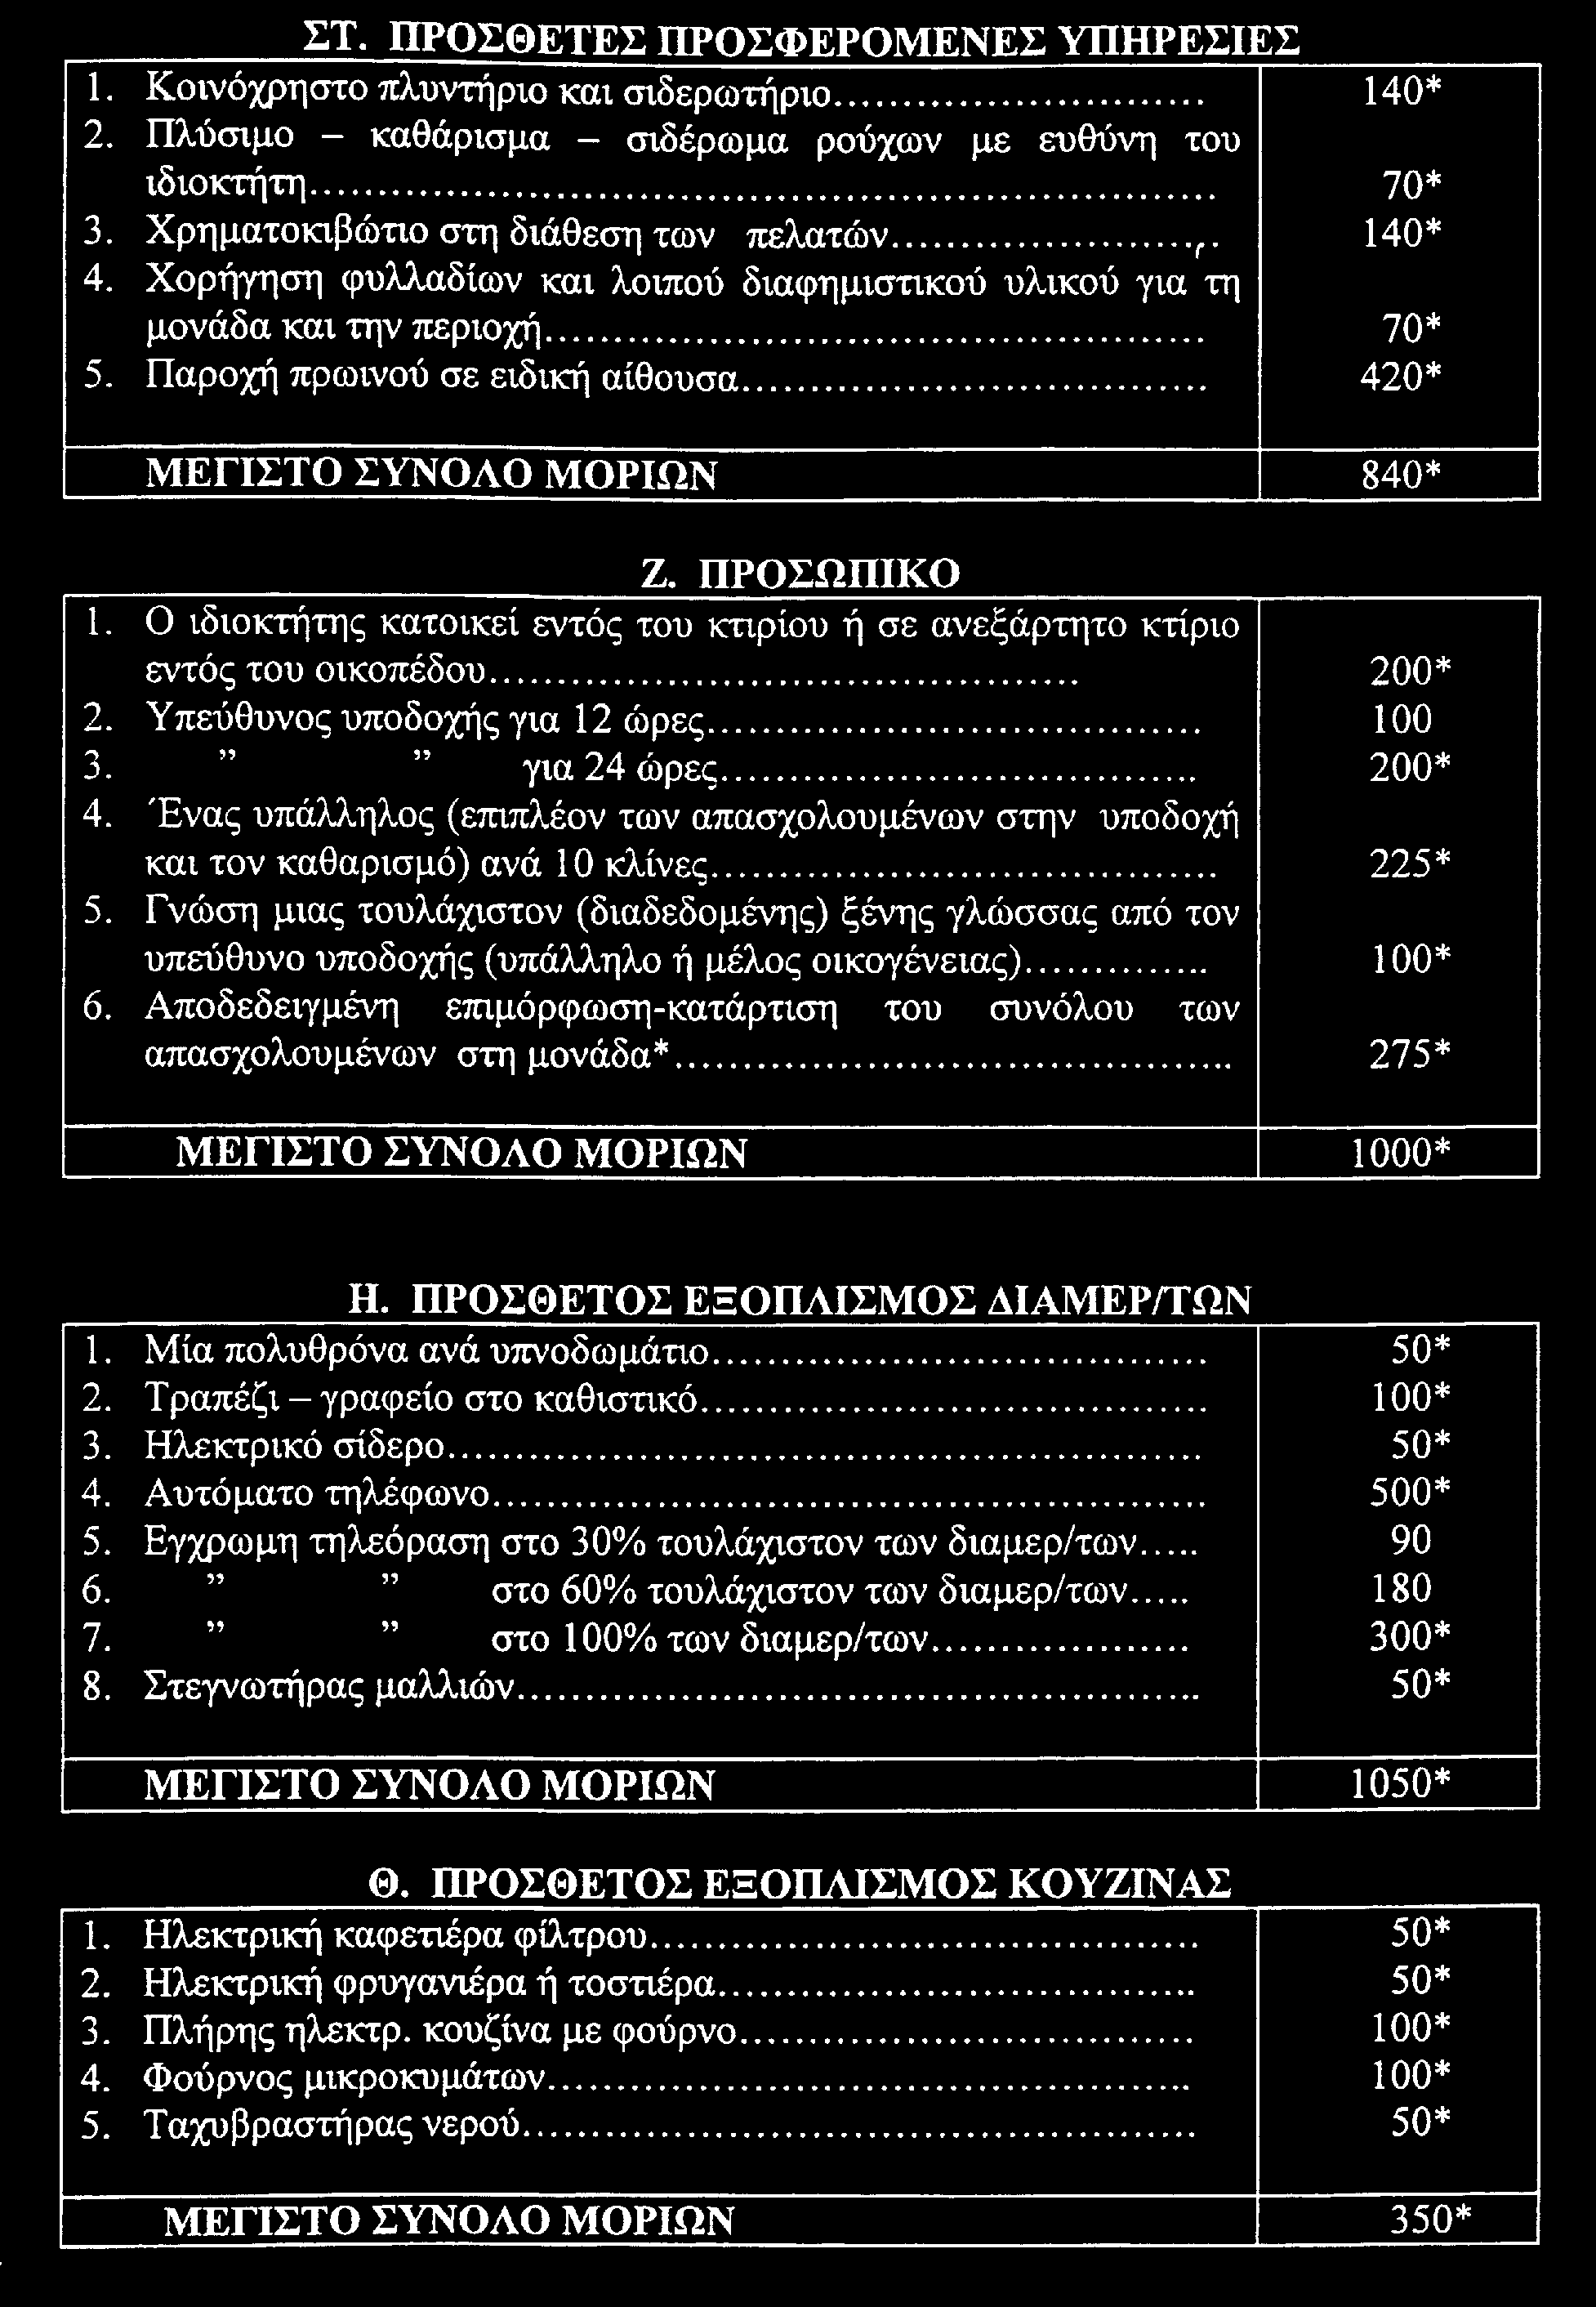 ΣΤ. ΠΡΟΣΘΕΤΕΣ ΠΡΟΣΦΕΡΟΜΕΝΕΣ ΥΠΗΡΕΣΙΕΣ
1. Κοινόχρηστο πλυντήριο και σιδερωτήριο................................ 140*
2. Πλύσιμο – καθάρισμα – σιδέρωμα ρούχων με ευθύνη του
ιδιοκτήτη................................................................................ 70*
3. Χρηματοκιβώτιο στη διάθεση των πελατών........................... 140*
4. Χορήγηση φυλλαδίων και λοιπού διαφημιστικού υλικού για τη
μονάδα και την περιοχή.......................................................... 70*
5. Παροχή πρωινού σε ειδική αίθουσα........................................ 420*
ΜΕΓΙΣΤΟ ΣΥΝΟΛΟ ΜΟΡΙΩΝ 840*
Ζ. ΠΡΟΣΩΠΙΚΟ
1. Ο ιδιοκτήτης κατοικεί εντός του κτιρίου ή σε ανεξάρτητο κτίριο
εντός του οικοπέδου.................................................... 200*
2. Υπεύθυνος υποδοχής για 12 ώρες........................................... 100
3. ” ” για 24 ώρες.......................................... 200*
4. Ένας υπάλληλος (επιπλέον των απασχολουμένων στην υποδοχή
και τον καθαρισμό) ανά 10 κλίνες............................................ 225*
5. Γνώση μιας τουλάχιστον (διαδεδομένης) ξένης γλώσσας από τον
υπεύθυνο υποδοχής (υπάλληλο ή μέλος οικογένειας)................ 100*
6. Αποδεδειγμένη επιμόρφωση-κατάρτιση του συνόλου των
απασχολουμένων στη μονάδα*................................................. 275*
ΜΕΓΙΣΤΟ ΣΥΝΟΛΟ ΜΟΡΙΩΝ 1000*
Η. ΠΡΟΣΘΕΤΟΣ ΕΞΟΠΛΙΣΜΟΣ ΔΙΑΜΕΡ/ΤΩΝ
1. Μία πολυθρόνα ανά υπνοδωμάτιο........................................... 50*
2. Τραπέζι – γραφείο στο καθιστικό............................................ 100*
3. Ηλεκτρικό σίδερο.................................................................. 50*
4. Αυτόματο τηλέφωνο.............................................................. 500*
5. Εγχρωμη τηλεόραση στο 30% τουλάχιστον των διαμερ/των..... 90
6. ” ” στο 60% τουλάχιστον των διαμερ/των..... 180
7. ” ” στο 100% των διαμερ/των....................... 300*
8. Στεγνωτήρας μαλλιών............................................................ 50*
ΜΕΓΙΣΤΟ ΣΥΝΟΛΟ ΜΟΡΙΩΝ 1050*
Θ. ΠΡΟΣΘΕΤΟΣ ΕΞΟΠΛΙΣΜΟΣ ΚΟΥΖΙΝΑΣ
1. Ηλεκτρική καφετιέρα φίλτρου................................................ 50*
2. Ηλεκτρική φρυγανιέρα ή τοστιέρα.......................................... 50*
3. Πλήρης ηλεκτρ. κουζίνα με φούρνο........................................ 100*
4. Φούρνος μικροκυμάτων......................................................... 100*
5. Ταχυβραστήρας νερού........................................................... 50*
ΜΕΓΙΣΤΟ ΣΥΝΟΛΟ ΜΟΡΙΩΝ 350*